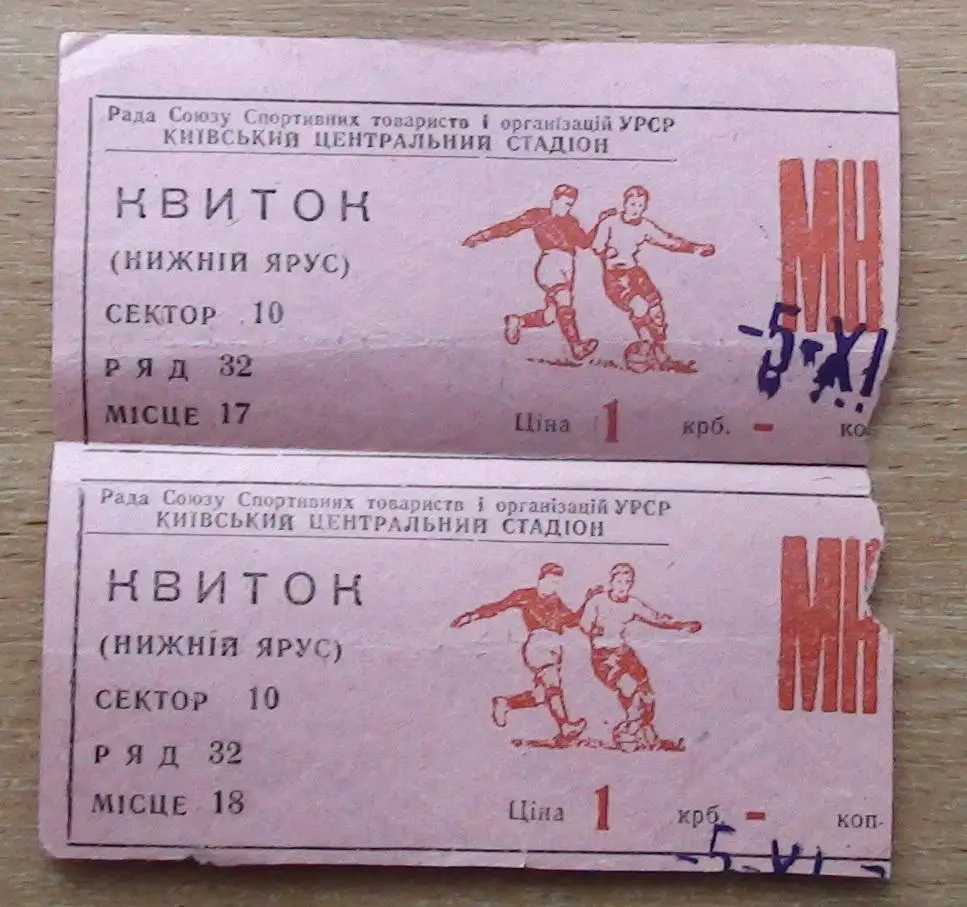 Рада Союзу Спортивних товариств і організацій УРСР
КИЇВСЬКИЙ ЦЕНТРАЛЬНИЙ СТАДІОН
КВИТОК
(НИЖНІЙ ЯРУС)
СЕКТОР 10
РЯД 32
МІСЦЕ 17
МН
-5-XI
Ціна 1 крб. - ко
Рада Союзу Спортивних товариств і організацій УРСР
КИЇВСЬКИЙ ЦЕНТРАЛЬНИЙ СТАДІОН
КВИТОК
(НИЖНІЙ ЯРУС)
СЕКТОР 10
РЯД 32
МІСЦЕ 18
МН
Ціна 1 крб. - коп.
-5-XI-